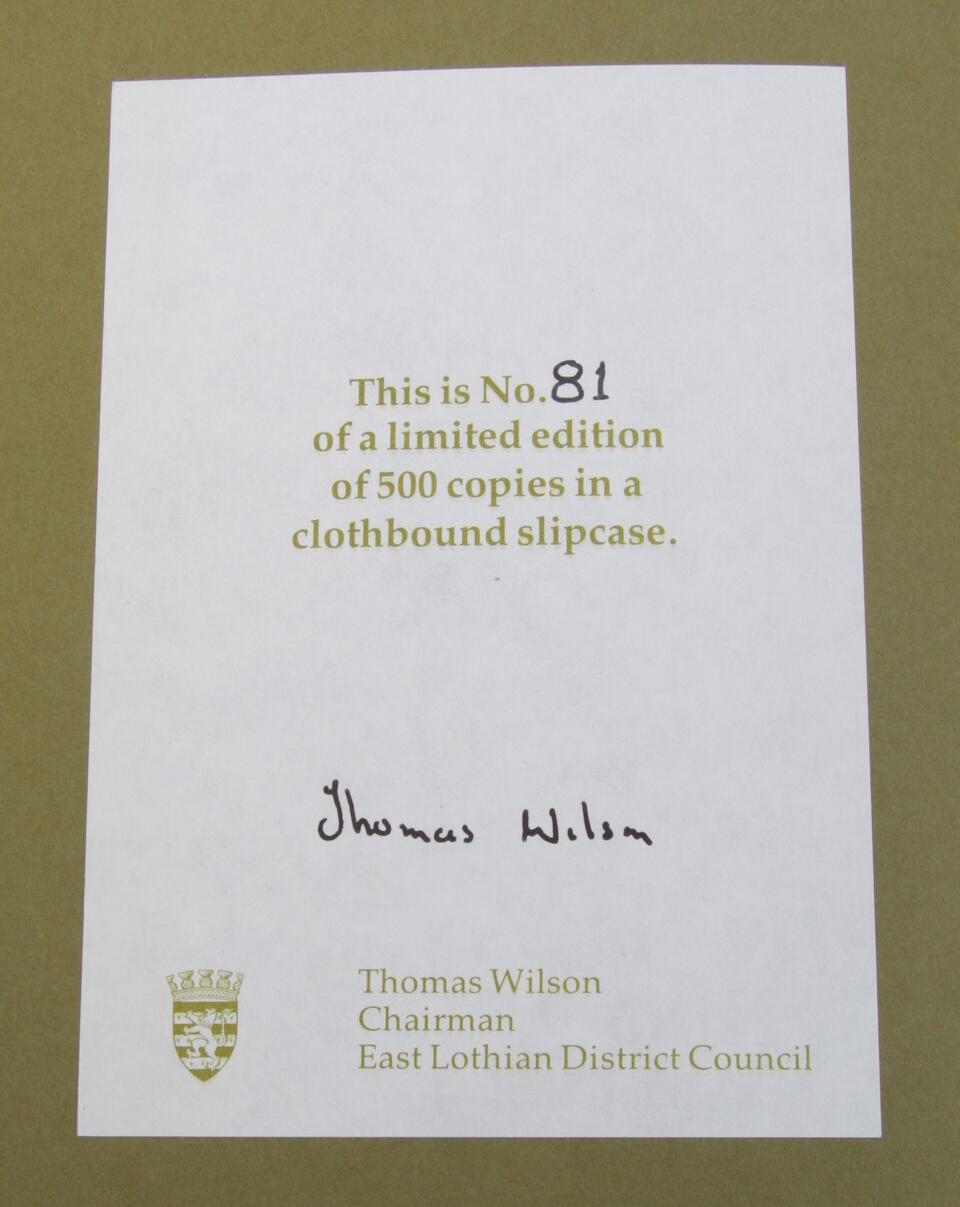 This is No. 81
of a limited edition
of 500 copies in a
clothbound slipcase.
Thomas Wilson
Thomas Wilson
Chairman
East Lothian District Council